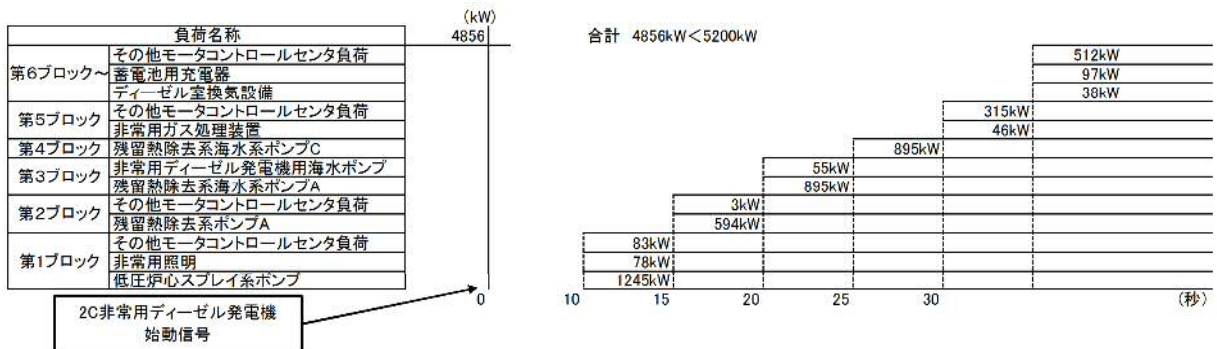 (kW)
負荷名称
4856
合計 4856kW<5200kW
第6ブロック～
その他モータコントロールセンタ負荷
512kW
蓄電池用充電器
97kW
ディーゼル室換気設備
38kW
第5ブロック
その他モータコントロールセンタ負荷
315kW
非常用ガス処理装置
46kW
第4ブロック
残留熱除去系海水系ポンプC
895kW
第3ブロック
非常用ディーゼル発電機用海水ポンプ
55kW
残留熱除去系海水系ポンプA
895kW
第2ブロック
その他モータコントロールセンタ負荷
3kW
残留熱除去系ポンプA
594kW
第1ブロック
その他モータコントロールセンタ負荷
83kW
非常用照明
78kW
低圧炉心スプレイ系ポンプ
1245kW
0 10 15 20 25 30 (秒)
2C非常用ディーゼル発電機
始動信号